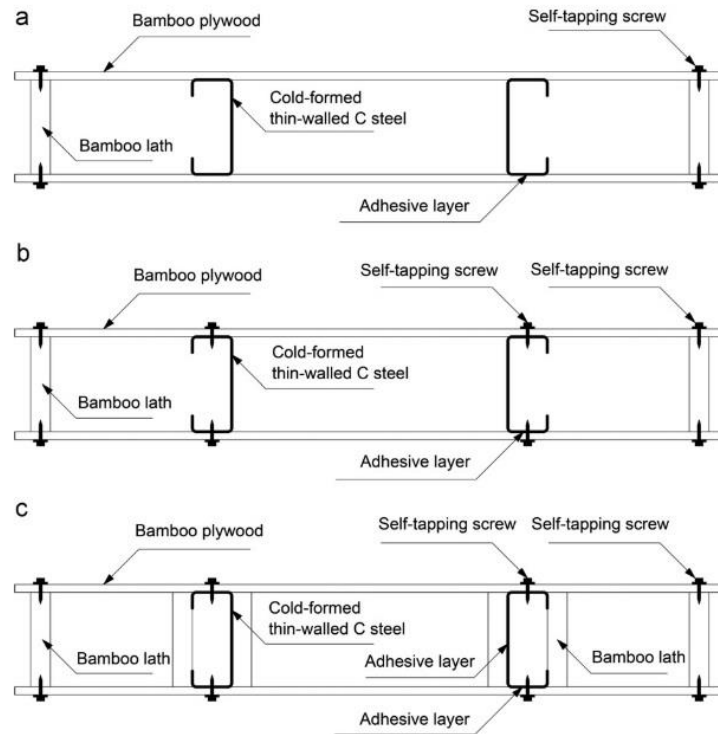 a
Bamboo plywood
Self-tapping screw
Cold-formed
thin-walled C steel
Bamboo lath
Adhesive layer
b
Bamboo plywood
Self-tapping screw
Self-tapping screw
Cold-formed
thin-walled C steel
Bamboo lath
Adhesive layer
c
Bamboo plywood
Self-tapping screw
Self-tapping screw
Cold-formed
thin-walled C steel
Bamboo lath
Adhesive layer
Bamboo lath
Adhesive layer